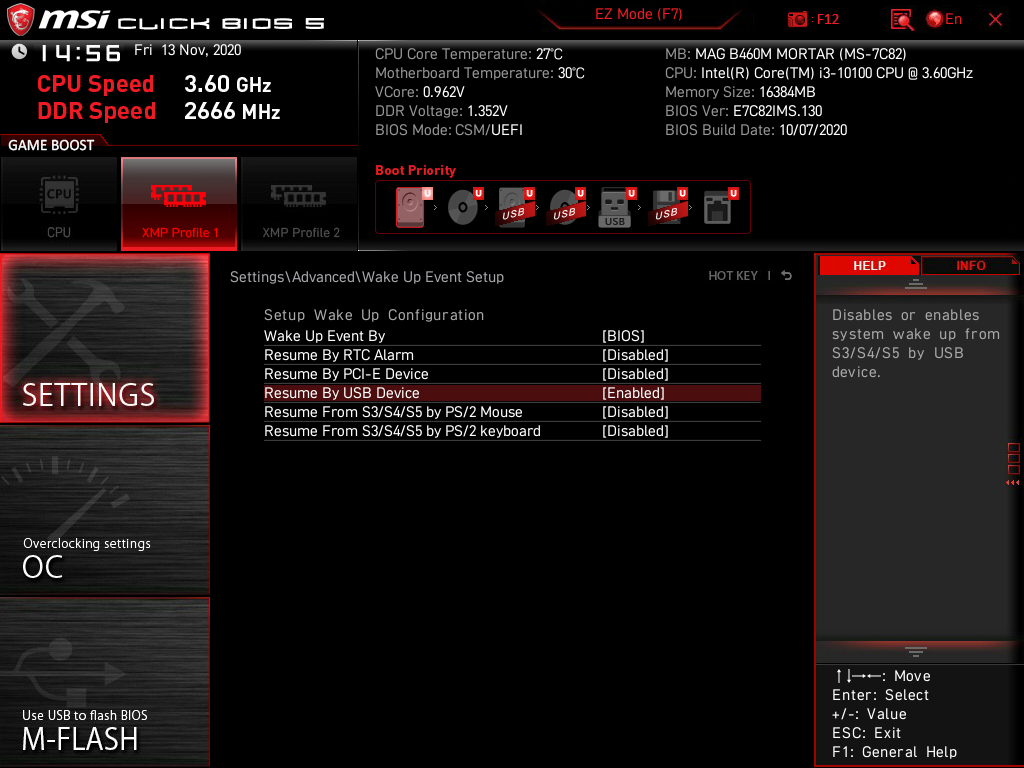 msi CLICK BIOS 5
EZ Mode (F7)
: F12
En
14:56 Fri 13 Nov, 2020
CPU Speed 3.60 GHz
DDR Speed 2666 MHz
CPU Core Temperature: 27°C
Motherboard Temperature: 30°C
VCore: 0.962V
DDR Voltage: 1.352V
BIOS Mode: CSM/UEFI
MB: MAG B460M MORTAR (MS-7C82)
CPU: Intel(R) Core(TM) i3-10100 CPU @ 3.60GHz
Memory Size: 16384MB
BIOS Ver: E7C82IMS.130
BIOS Build Date: 10/07/2020
GAME BOOST
CPU
CPU
XMP Profile 1
XMP Profile 2
Boot Priority
U U U U U U U
USB USB USB USB
SETTINGS
Overclocking settings
OC
Use USB to flash BIOS
M-FLASH
Settings\Advanced\Wake Up Event Setup
HOT KEY |
Setup Wake Up Configuration
Wake Up Event By [BIOS]
Resume By RTC Alarm [Disabled]
Resume By PCI-E Device [Disabled]
Resume By USB Device [Enabled]
Resume From S3/S4/S5 by PS/2 Mouse [Disabled]
Resume From S3/S4/S5 by PS/2 keyboard [Disabled]
HELP
INFO
Disables or enables
system wake up from
S3/S4/S5 by USB
device.
↑↓→←: Move
Enter: Select
+/-: Value
ESC: Exit
F1: General Help